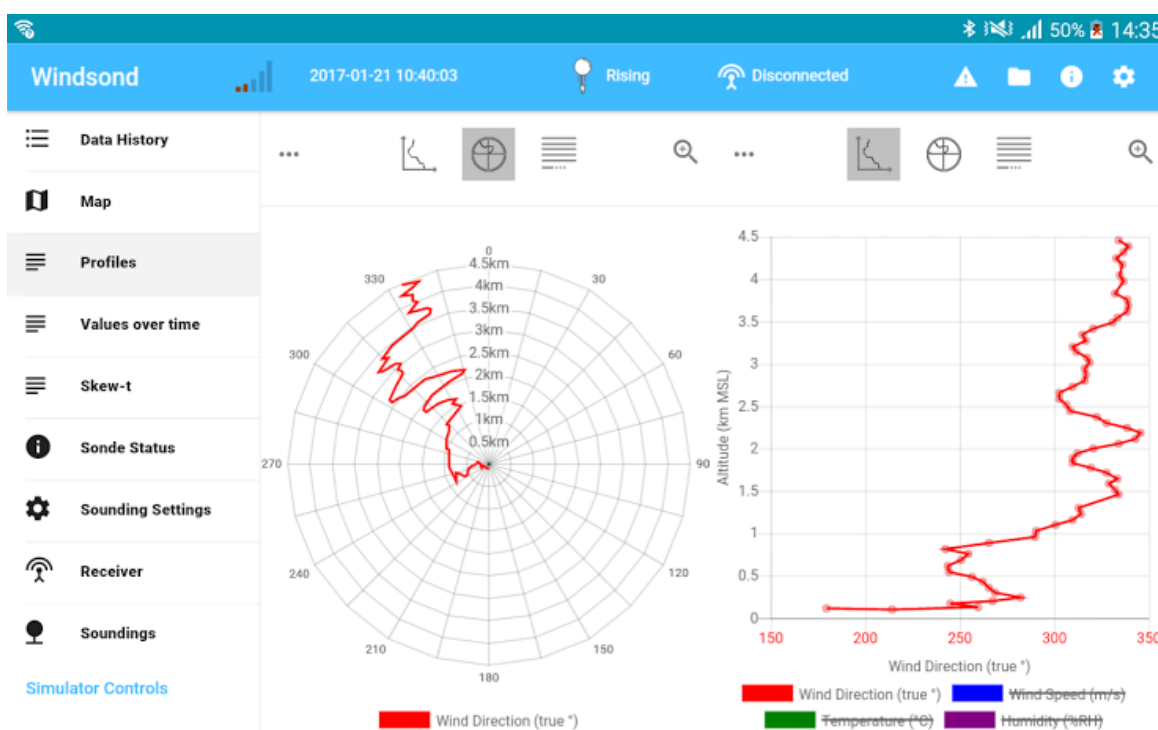 50% 14:35
Windsond 2017-01-21 10:40:03 Rising Disconnected
Data History
Map
Profiles
Values over time
Skew-t
Sonde Status
Sounding Settings
Receiver
Soundings
Simulator Controls
0
4.5km
4km
3.5km
3km
2.5km
2km
1.5km
1km
0.5km
30
60
90
120
150
180
210
240
270
300
330
Wind Direction (true °)
4.5
4
3.5
3
2.5
2
1.5
1
0.5
0
Altitude (km MSL)
150 200 250 300 350
Wind Direction (true °)
Wind Direction (true °) Wind Speed (m/s)
Temperature (°C) Humidity (%RH)